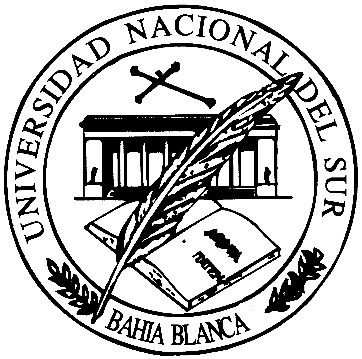 UNIVERSIDAD NACIONAL DEL SUR
BAHIA BLANCA